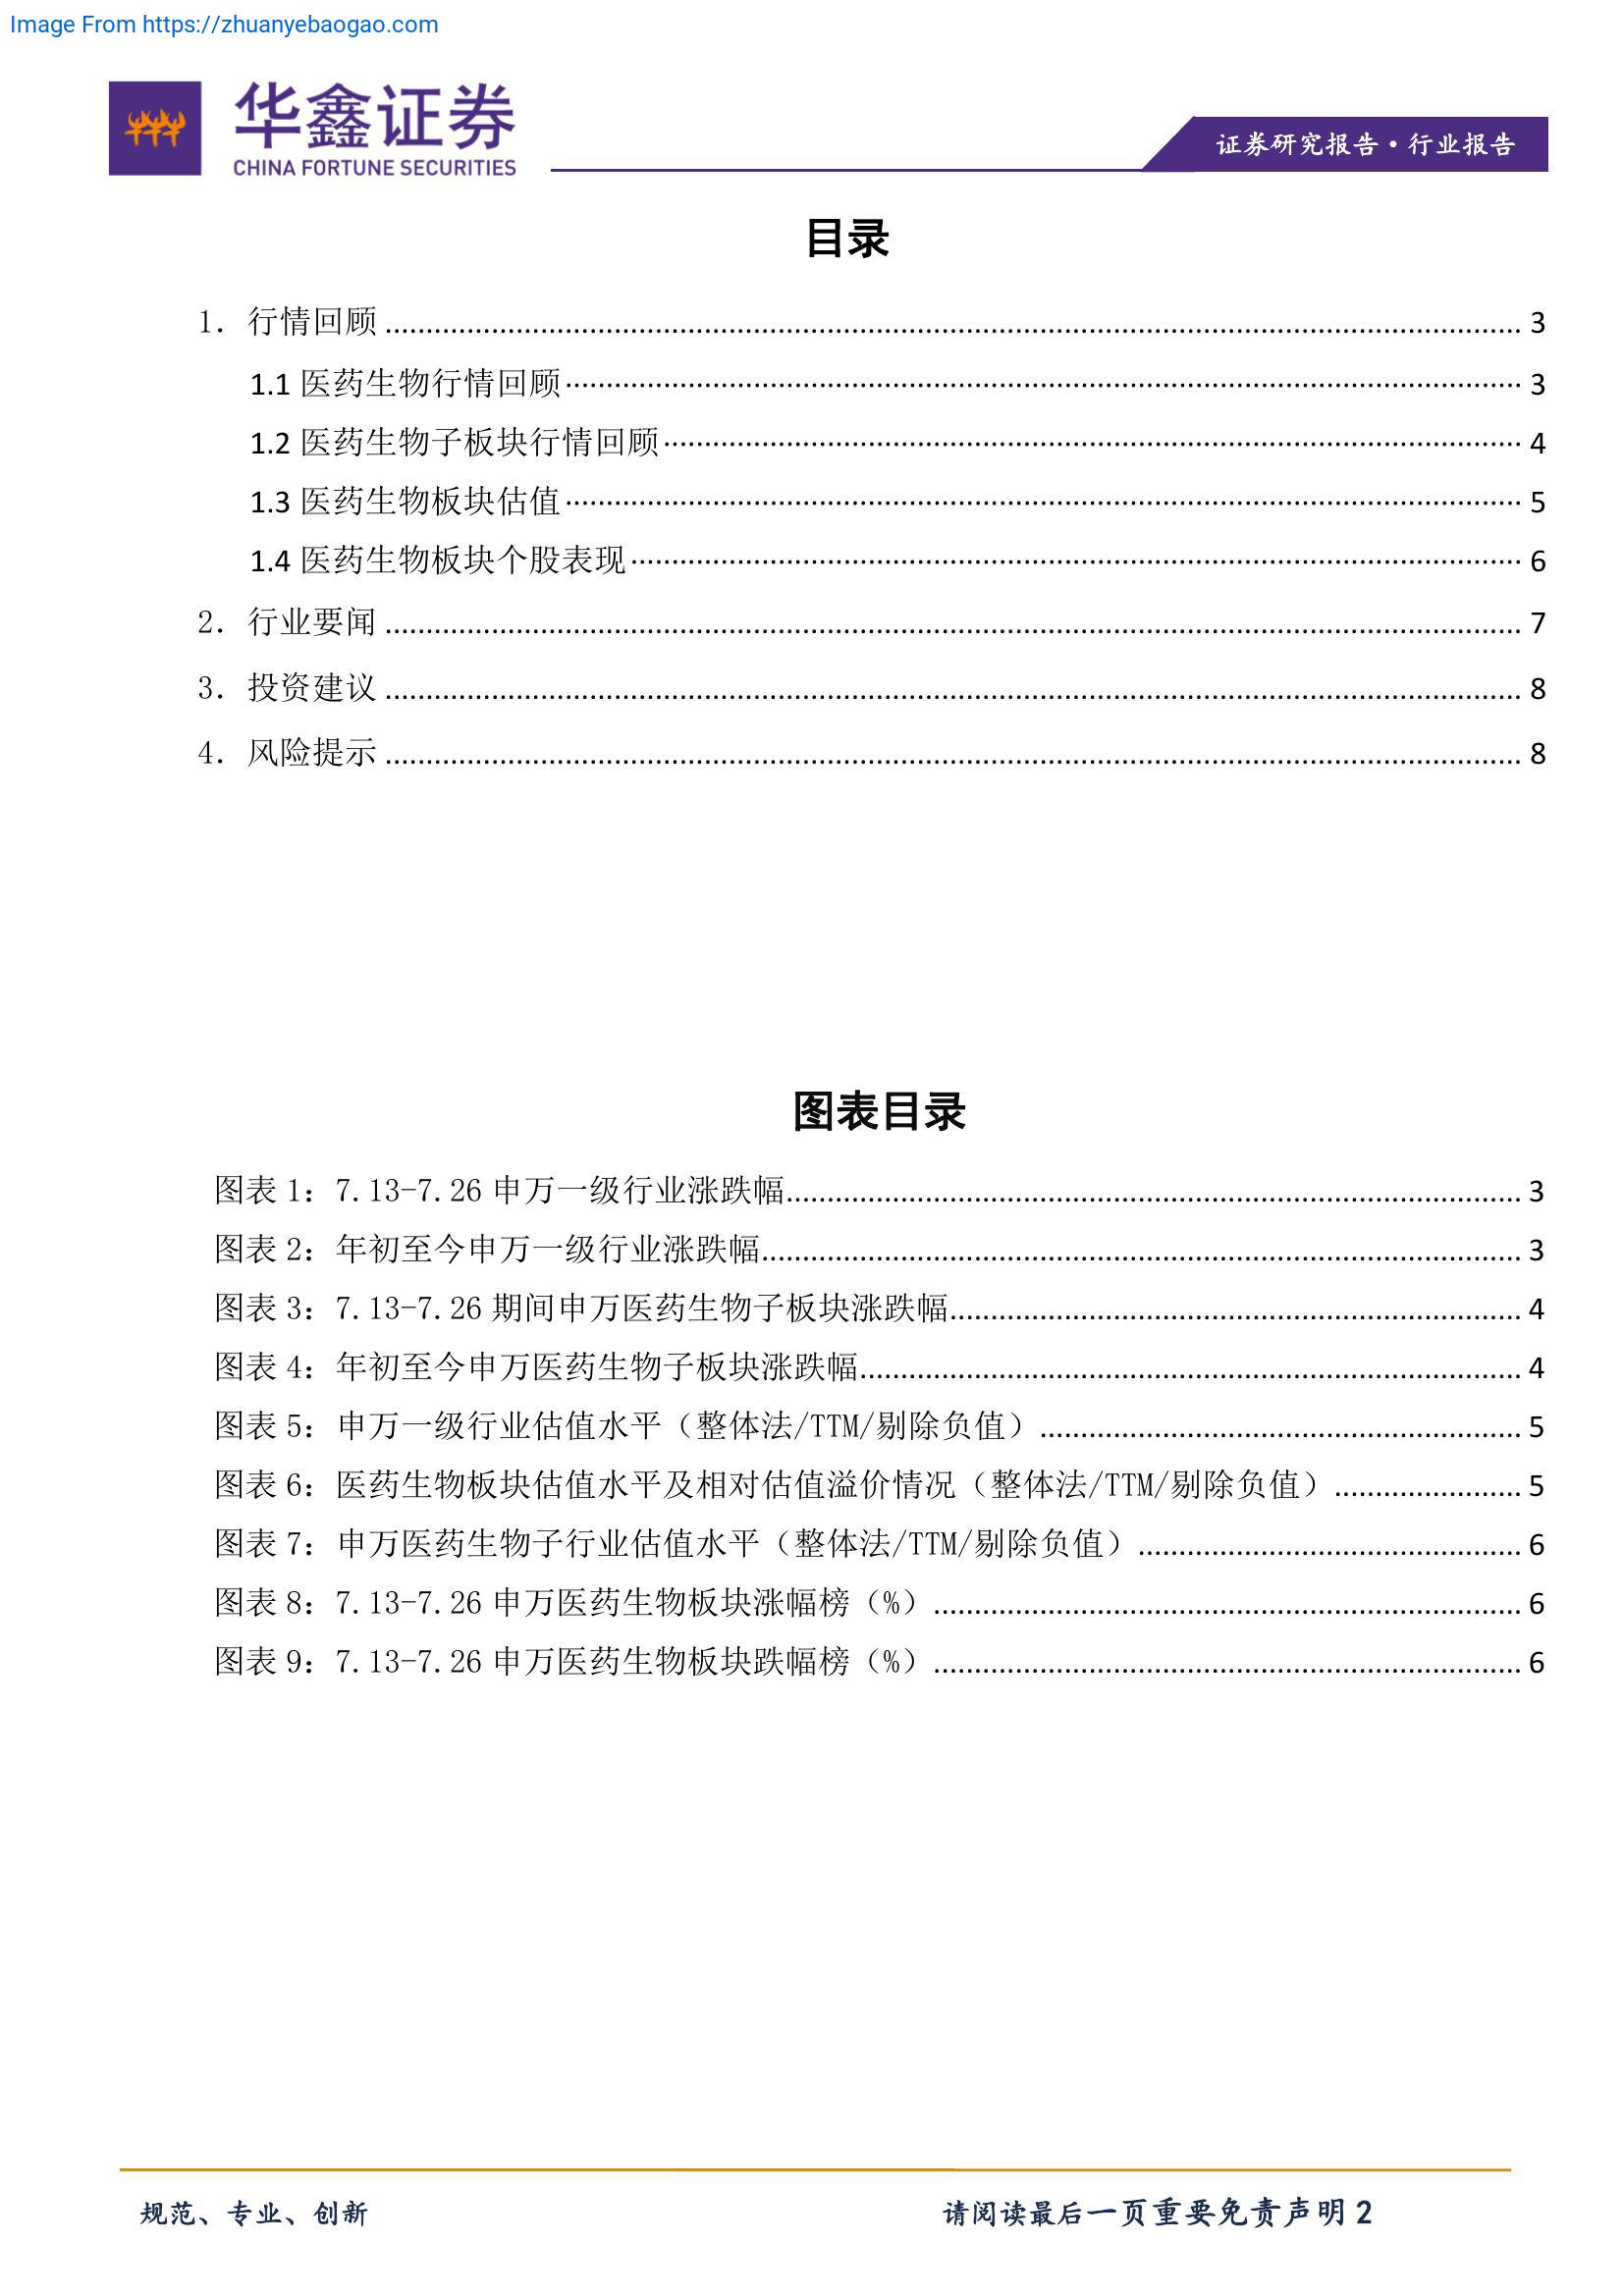 Image From https://zhuanyebaogao.com
华鑫证券
CHINA FORTUNE SECURITIES
证券研究报告·行业报告
目录
1. 行情回顾 3
1.1 医药生物行情回顾 3
1.2 医药生物子板块行情回顾 4
1.3 医药生物板块估值 5
1.4 医药生物板块个股表现 6
2. 行业要闻 7
3. 投资建议 8
4. 风险提示 8
图表目录
图表 1：7.13-7.26 申万一级行业涨跌幅 3
图表 2：年初至今申万一级行业涨跌幅 3
图表 3：7.13-7.26 期间申万医药生物子板块涨跌幅 4
图表 4：年初至今申万医药生物子板块涨跌幅 4
图表 5：申万一级行业估值水平（整体法/TTM/剔除负值） 5
图表 6：医药生物板块估值水平及相对估值溢价情况（整体法/TTM/剔除负值） 5
图表 7：申万医药生物子行业估值水平（整体法/TTM/剔除负值） 6
图表 8：7.13-7.26 申万医药生物板块涨幅榜（%） 6
图表 9：7.13-7.26 申万医药生物板块跌幅榜（%） 6
规范、专业、创新
请阅读最后一页重要免责声明 2